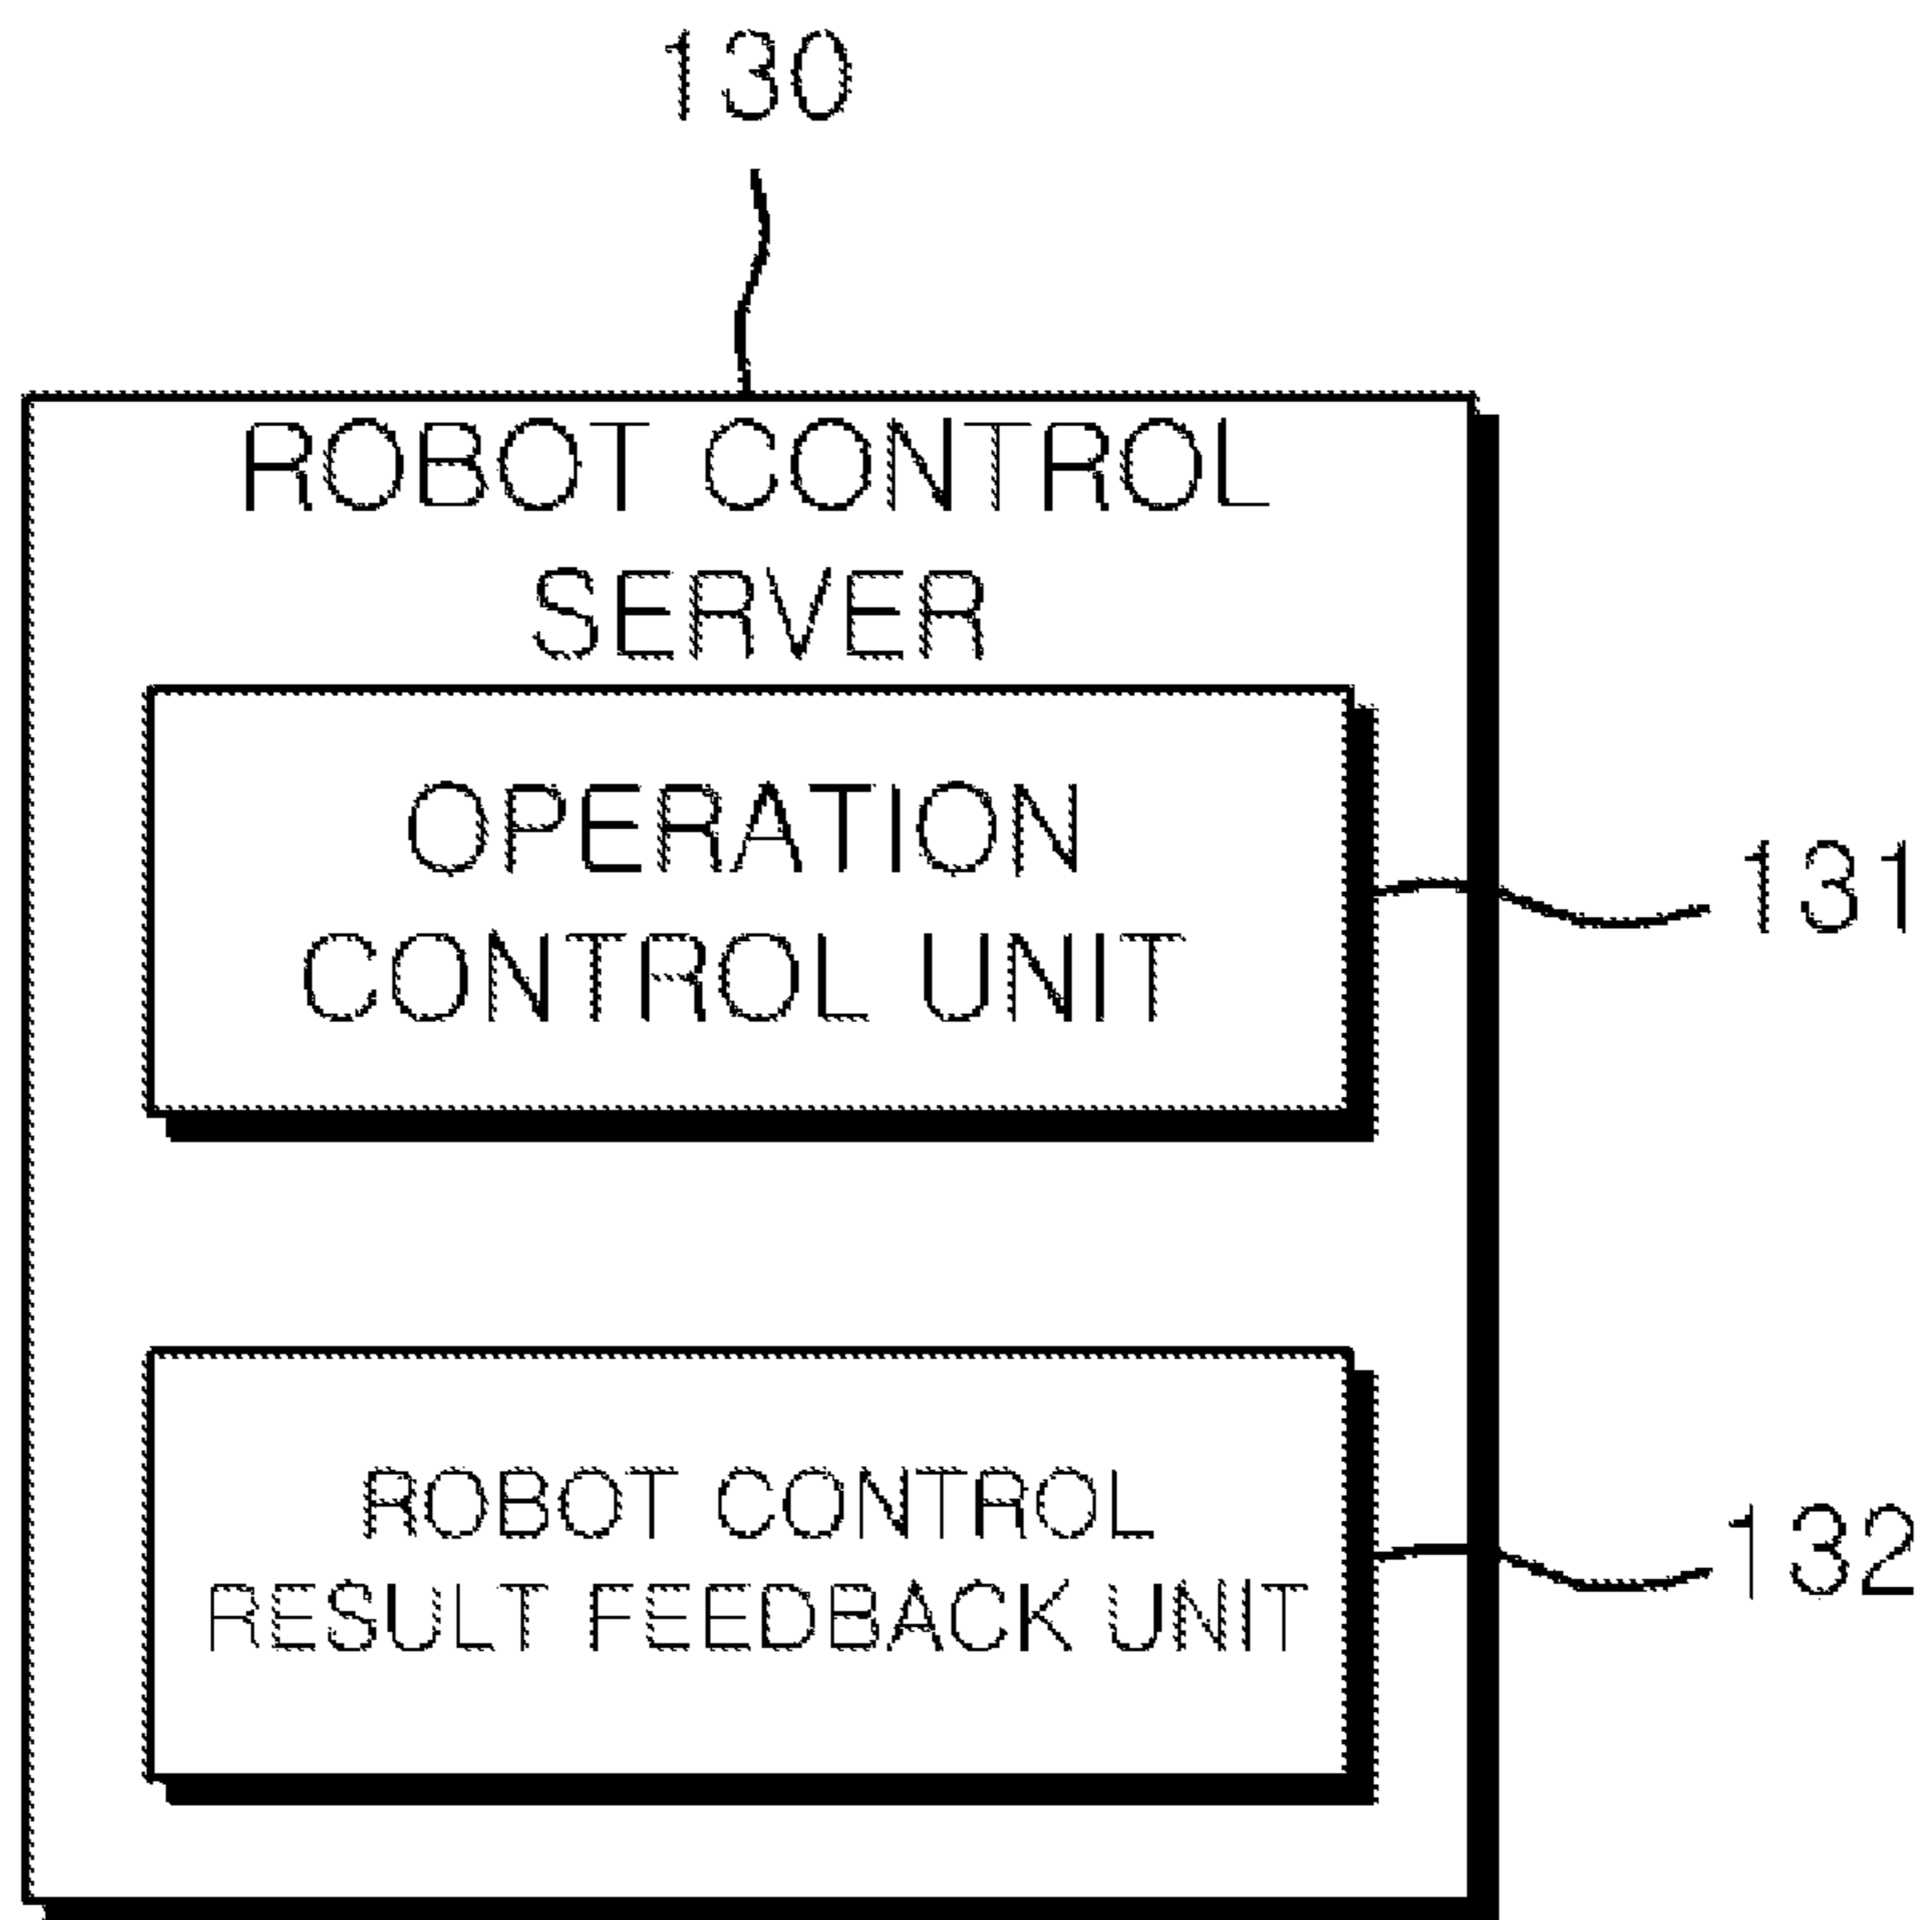 130
ROBOT CONTROL
SERVER
OPERATION
CONTROL UNIT
131
ROBOT CONTROL
RESULT FEEDBACK UNIT
132